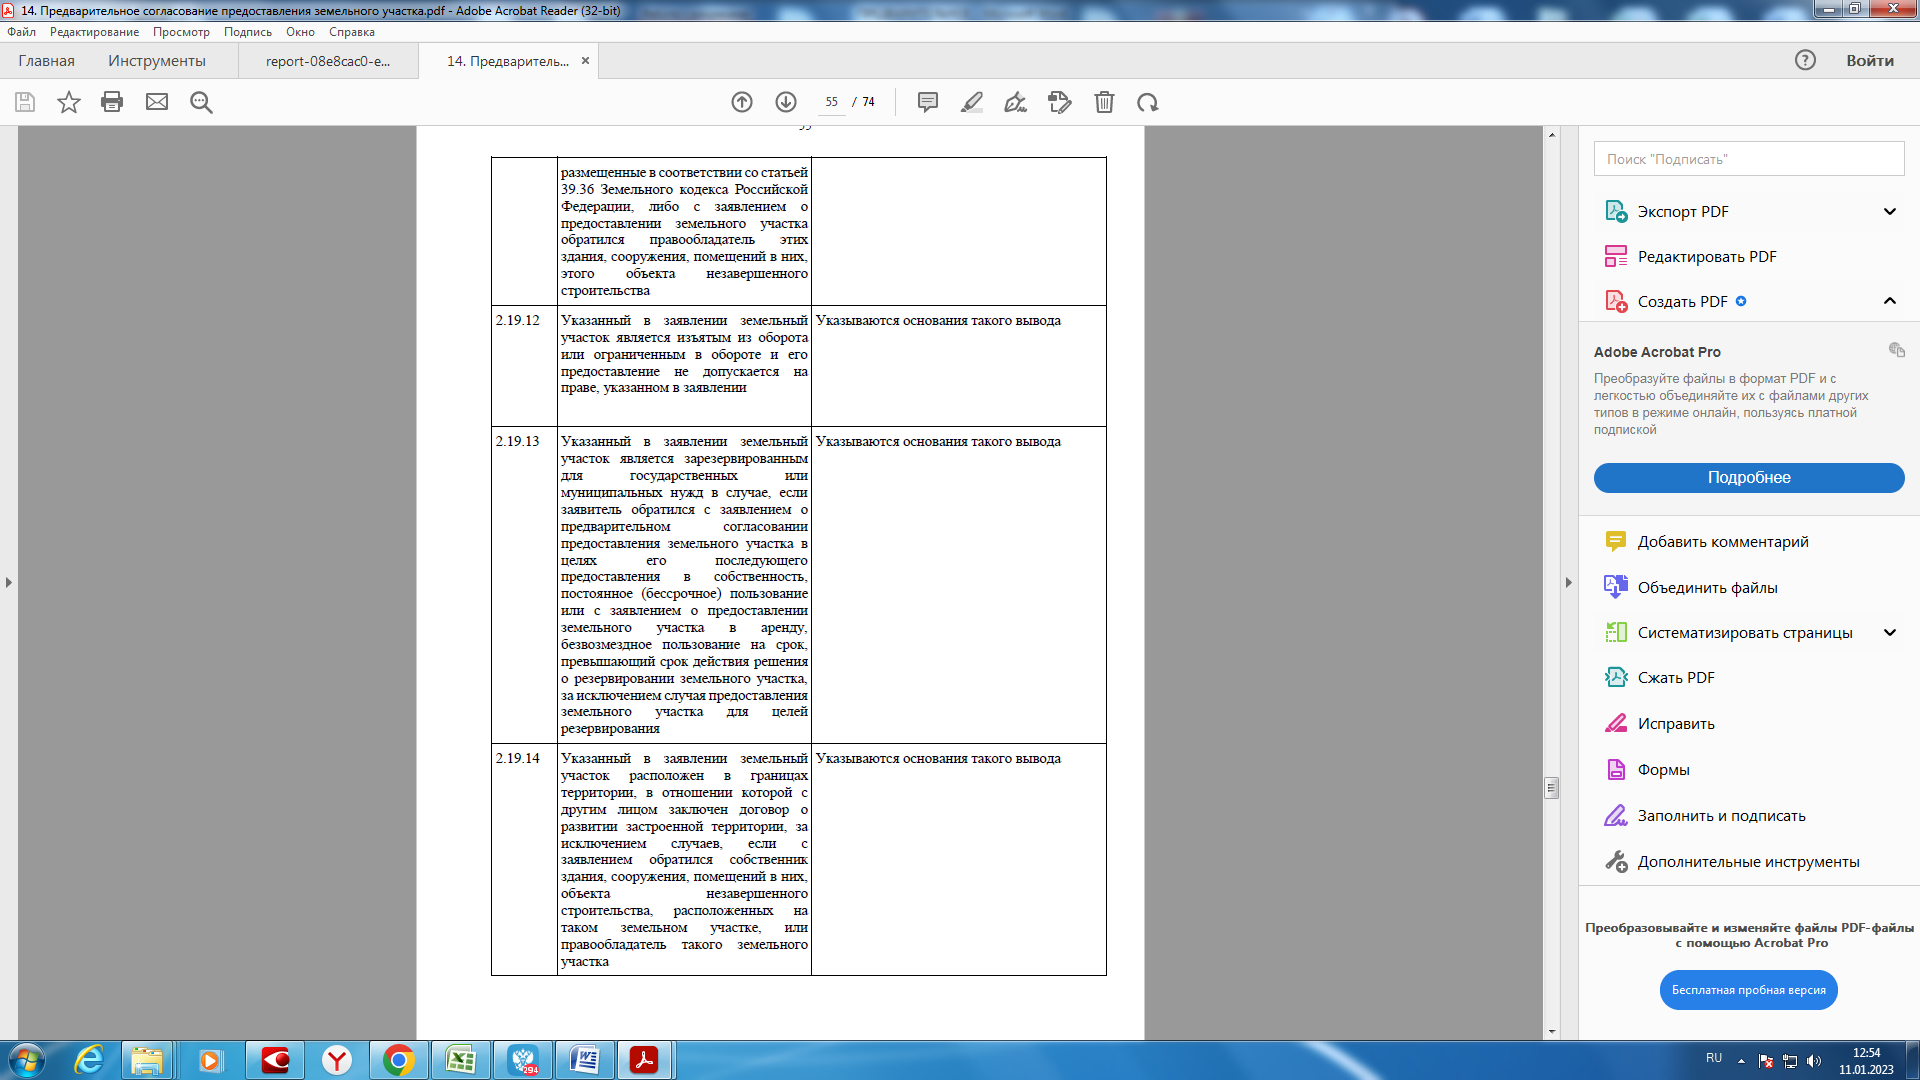 14. Предварительное согласование предоставления земельного участка.pdf - Adobe Acrobat Reader (32-bit)
Файл Редактирование Просмотр Подпись Окно Справка
Главная Инструменты report-08e8cac0-e... 14. Предваритель... × Войти
55 / 74
55
размещенные в соответствии со статьей
39.36 Земельного кодекса Российской
Федерации, либо с заявлением о
предоставлении земельного участка
обратился правообладатель этих
здания, сооружения, помещений в них,
этого объекта незавершенного
строительства
2.19.12 Указанный в заявлении земельный Указываются основания такого вывода
участок является изъятым из оборота
или ограниченным в обороте и его
предоставление не допускается на
праве, указанном в заявлении
2.19.13 Указанный в заявлении земельный Указываются основания такого вывода
участок является зарезервированным
для государственных или
муниципальных нужд в случае, если
заявитель обратился с заявлением о
предварительном согласовании
предоставления земельного участка в
целях его последующего
предоставления в собственность,
постоянное (бессрочное) пользование
или с заявлением о предоставлении
земельного участка в аренду,
безвозмездное пользование на срок,
превышающий срок действия решения
о резервировании земельного участка,
за исключением случая предоставления
земельного участка для целей
резервирования
2.19.14 Указанный в заявлении земельный Указываются основания такого вывода
участок расположен в границах
территории, в отношении которой с
другим лицом заключен договор о
развитии застроенной территории, за
исключением случаев, если с
заявлением обратился собственник
здания, сооружения, помещений в них,
объекта незавершенного
строительства, расположенных на
таком земельном участке, или
правообладатель такого земельного
участка
Поиск "Подписать"
Экспорт PDF
Редактировать PDF
Создать PDF
Adobe Acrobat Pro
Преобразуйте файлы в формат PDF и с
легкостью объединяйте их с файлами других
типов в режиме онлайн, пользуясь платной
подпиской
Подробнее
Добавить комментарий
Объединить файлы
Систематизировать страницы
Сжать PDF
Исправить
Формы
Заполнить и подписать
Дополнительные инструменты
Преобразовывайте и изменяйте файлы PDF-файлы
с помощью Acrobat Pro
Бесплатная пробная версия
294
RU
12:54
11.01.2023